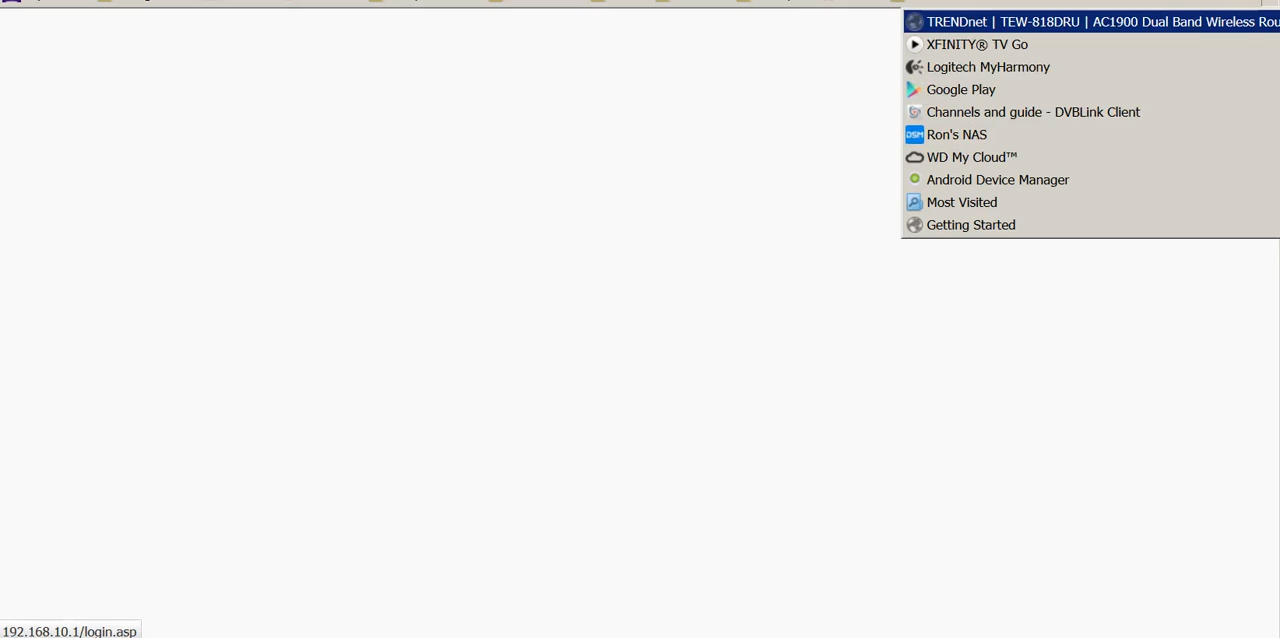 TRENDnet | TEW-818DRU | AC1900 Dual Band Wireless Rou
XFINITY® TV Go
Logitech MyHarmony
Google Play
Channels and guide - DVBLink Client
DSM Ron's NAS
WD My Cloud™
Android Device Manager
Most Visited
Getting Started
192.168.10.1/login.asp